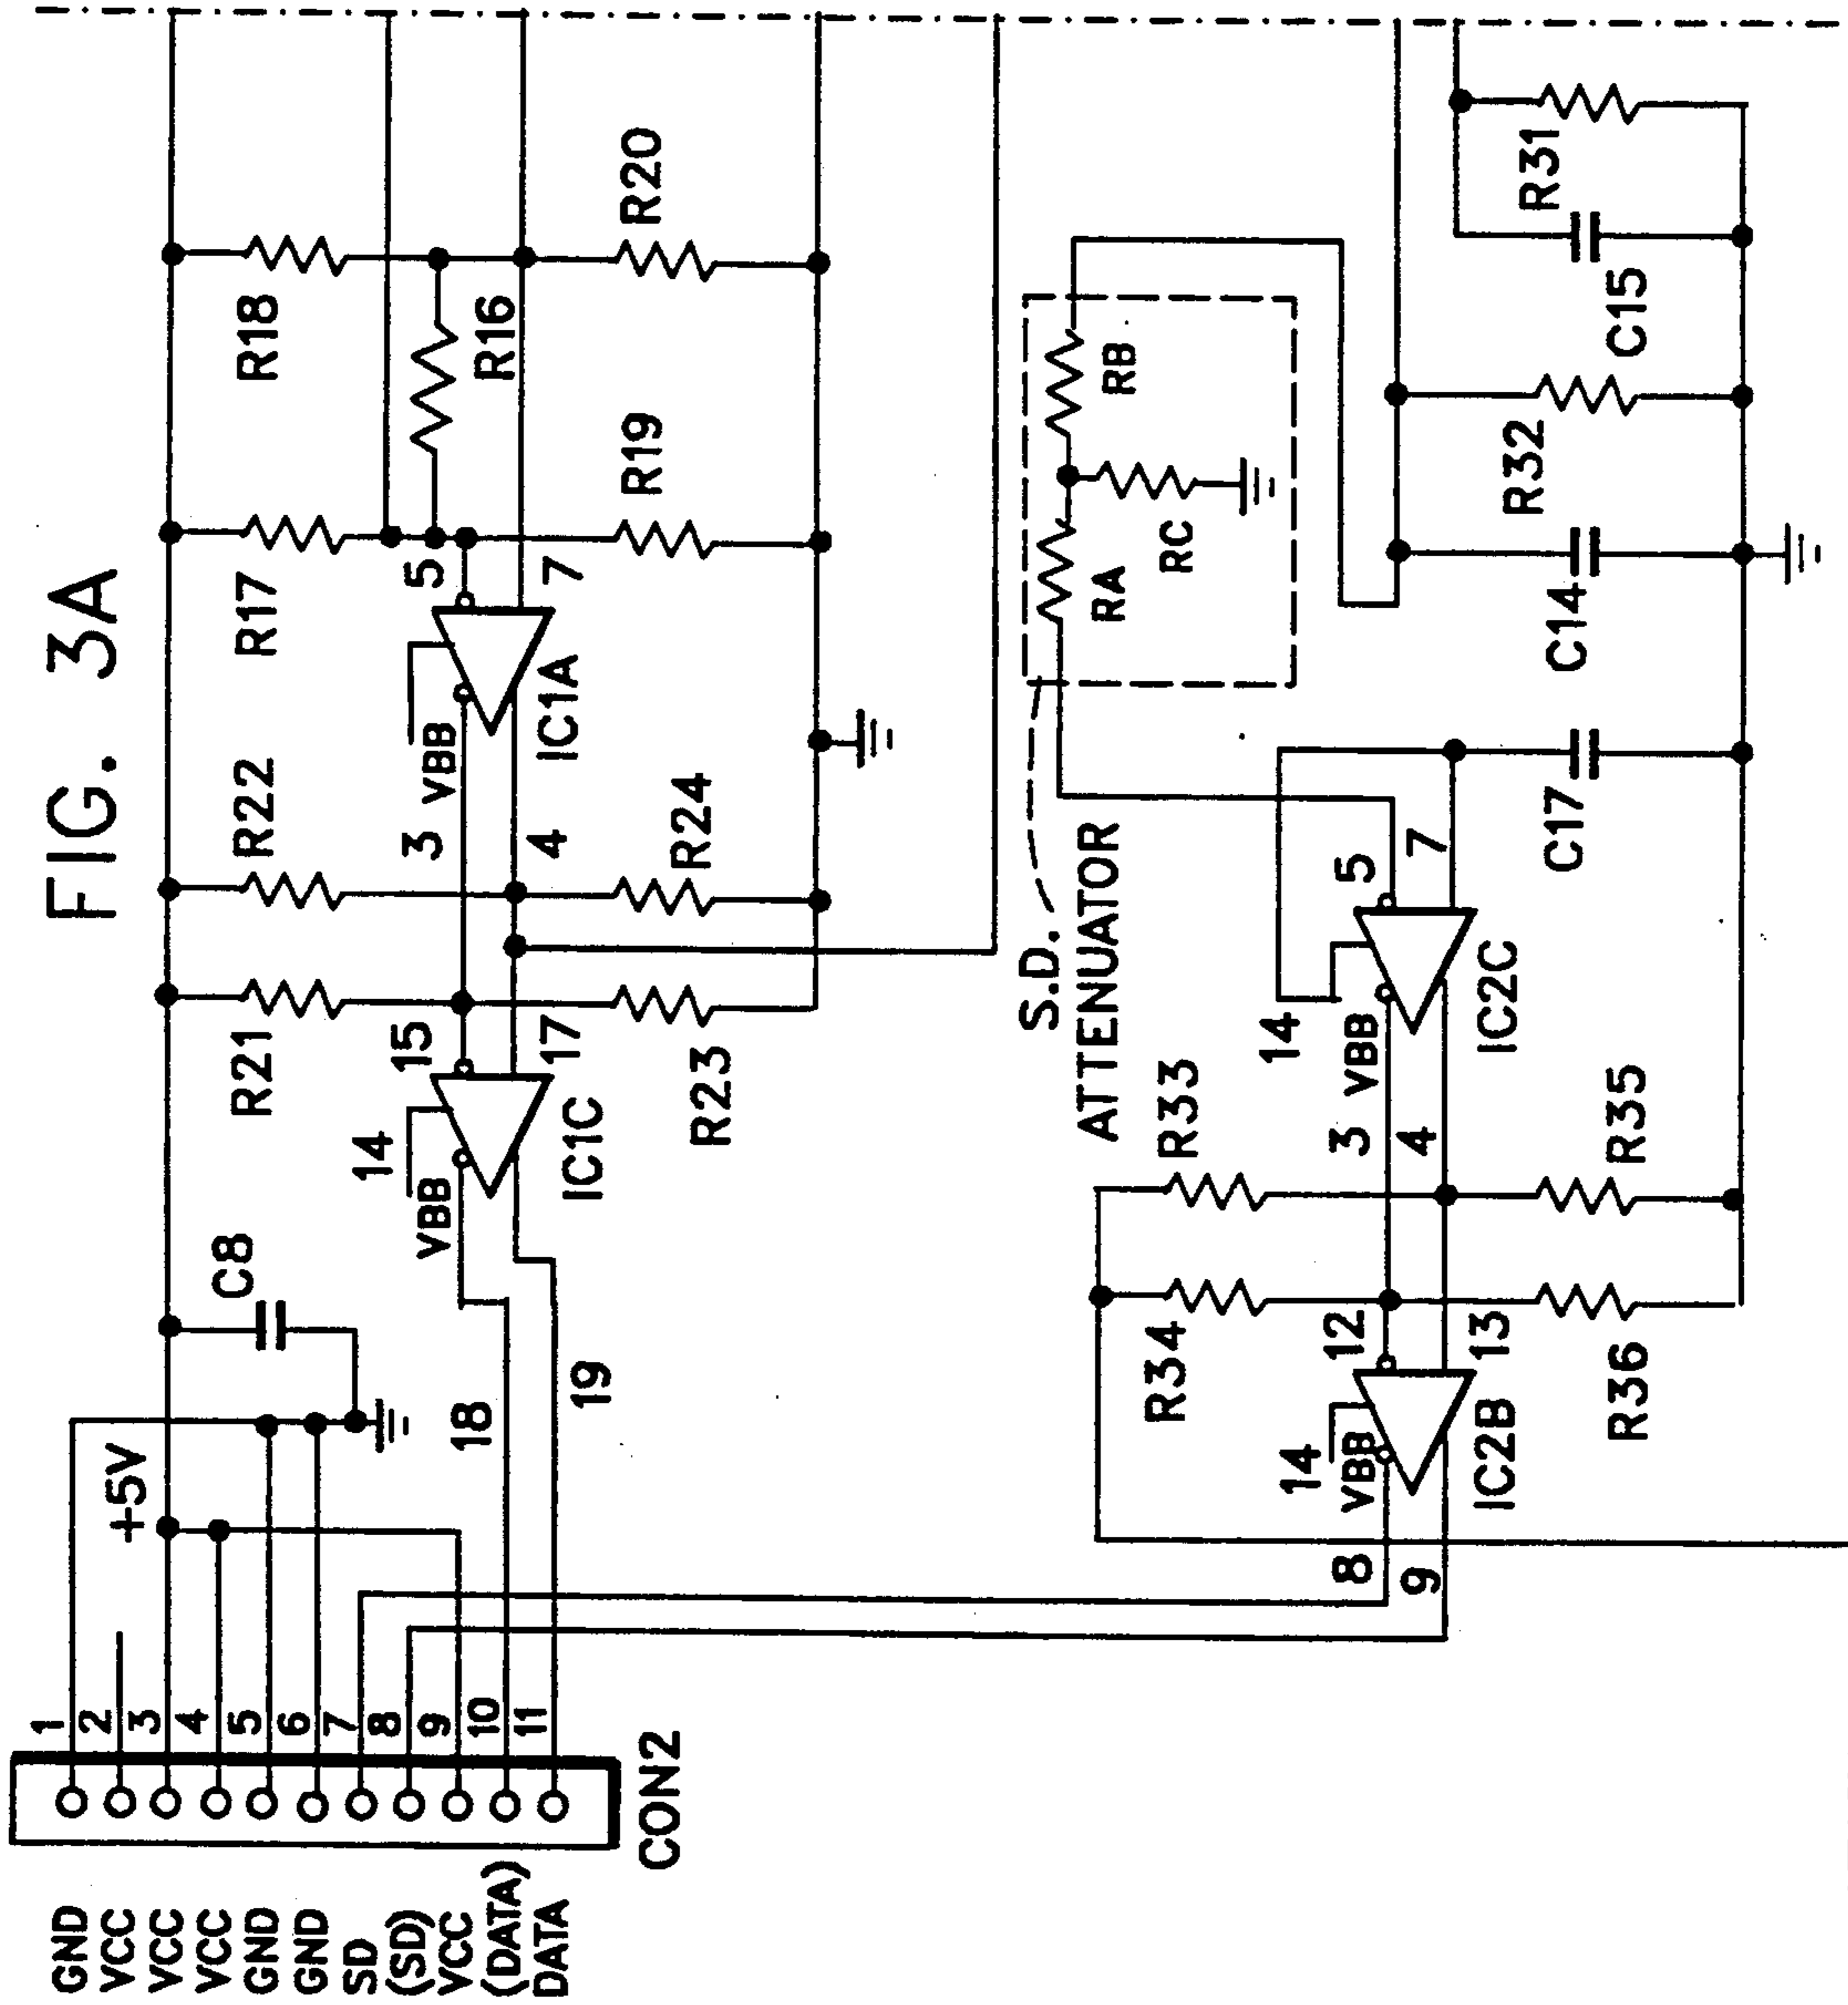 FIG. 3A
GND 1
VCC 2
VCC 3
VCC 4
GND 5
GND 6
SD 7
(SD) 8
VCC 9
(DATA) 10
DATA 11
CON2
+5V
C8
18
19
14
VBB
IC1C
15
17
R21
R22
R23
R24
3
4
VBB
IC1A
5
7
R17
R18
R16
R19
R20
S.D.
ATTENUATOR
RA
RB
RC
8
9
14
VBB
IC2B
12
13
R34
R33
R36
R35
3
4
14
VBB
IC2C
5
7
C17
C14
R32
C15
R31